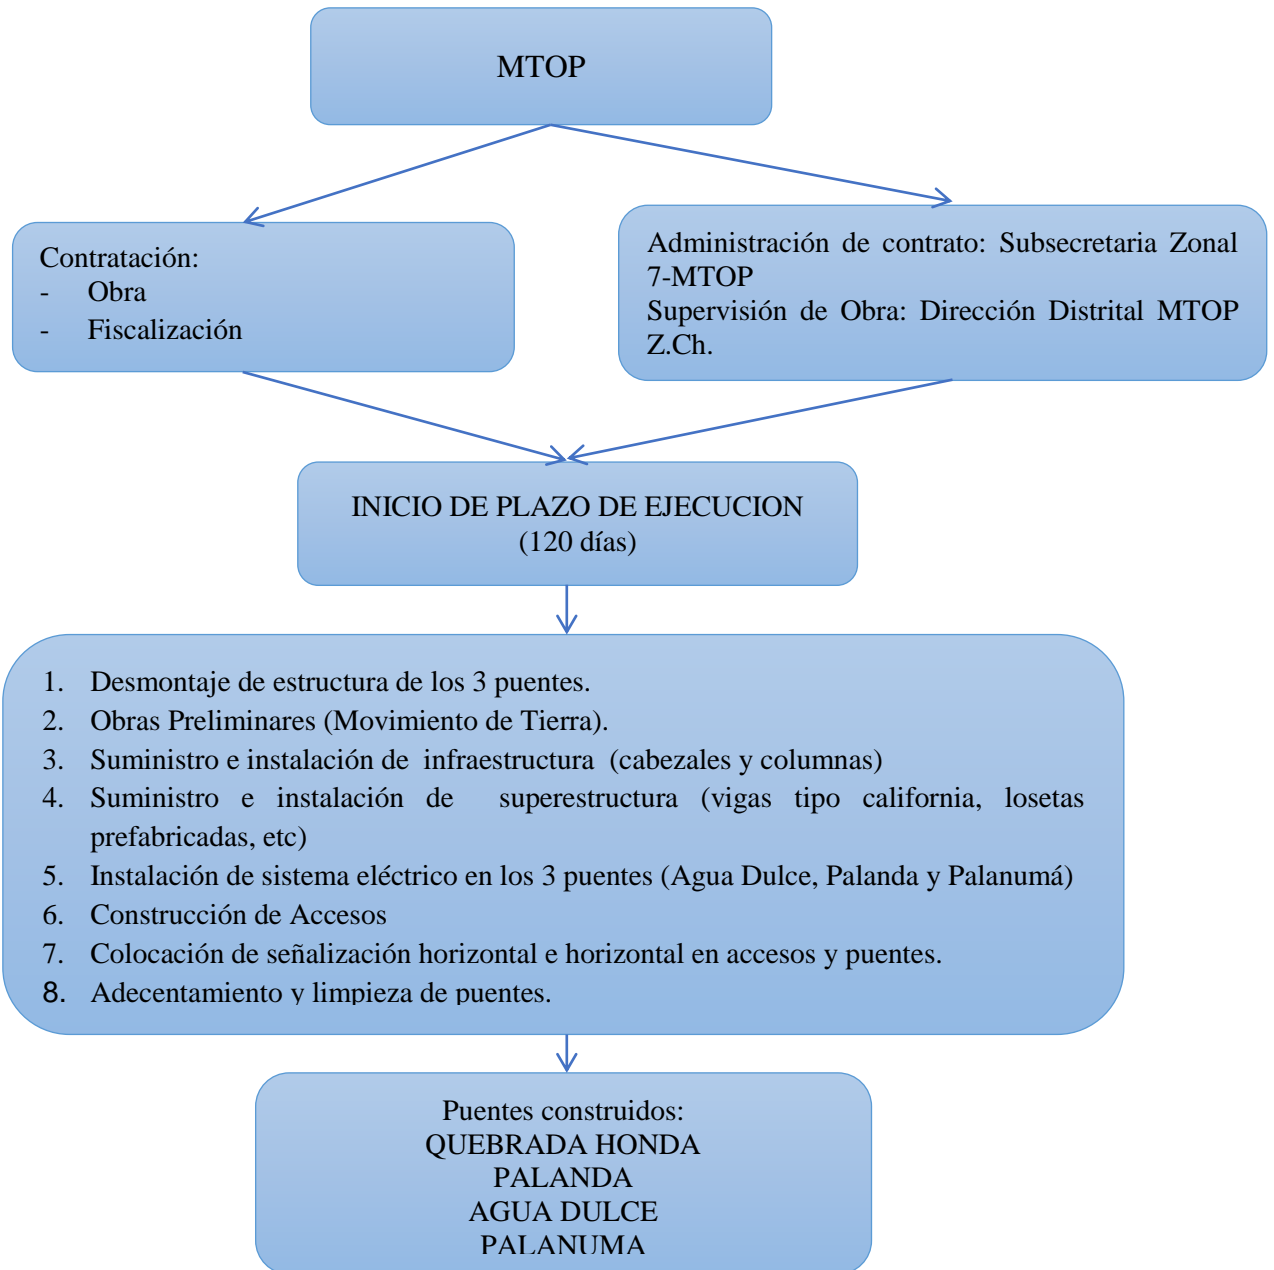 MTOP
Contratación:
- Obra
- Fiscalización
Administración de contrato: Subsecretaria Zonal
7-MTOP
Supervisión de Obra: Dirección Distrital MTOP
Z.Ch.
INICIO DE PLAZO DE EJECUCION
(120 días)
1. Desmontaje de estructura de los 3 puentes.
2. Obras Preliminares (Movimiento de Tierra).
3. Suministro e instalación de infraestructura (cabezales y columnas)
4. Suministro e instalación de superestructura (vigas tipo california, losetas
prefabricadas, etc)
5. Instalación de sistema eléctrico en los 3 puentes (Agua Dulce, Palanda y Palanumá)
6. Construcción de Accesos
7. Colocación de señalización horizontal e horizontal en accesos y puentes.
8. Adecentamiento y limpieza de puentes.
Puentes construidos:
QUEBRADA HONDA
PALANDA
AGUA DULCE
PALANUMA